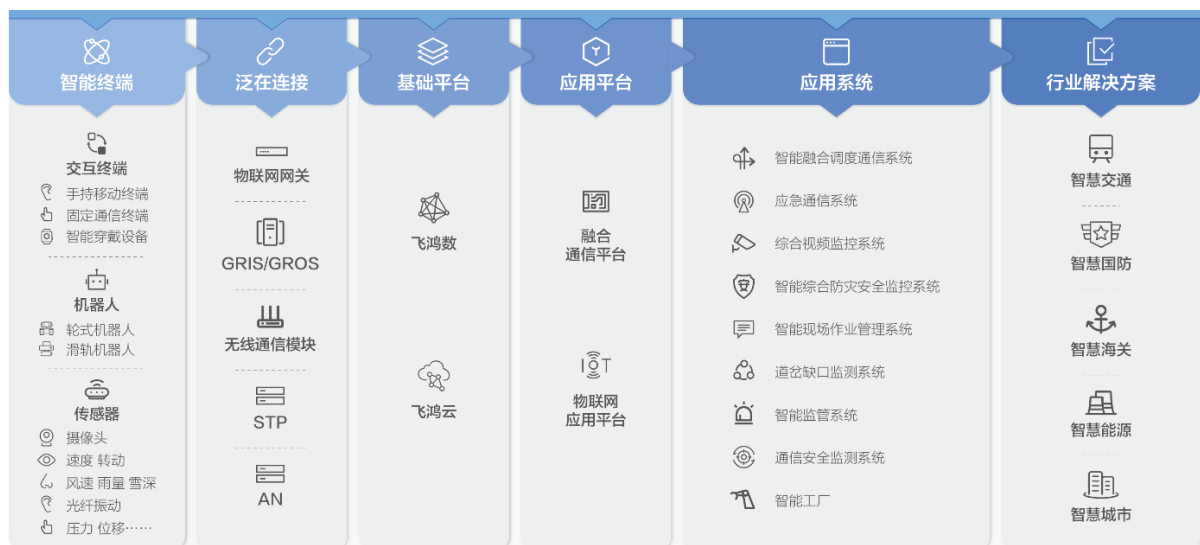 智能终端
交互终端
手持移动终端
固定通信终端
智能穿戴设备
机器人
轮式机器人
滑轨机器人
传感器
摄像头
速度 转动
风速 雨量 雪深
光纤振动
压力 位移……
泛在连接
物联网网关
GRIS/GROS
无线通信模块
STP
AN
基础平台
飞鸿数
飞鸿云
应用平台
融合
通信平台
IOT
物联网
应用平台
应用系统
智能融合调度通信系统
应急通信系统
综合视频监控系统
智能综合防灾安全监控系统
智能现场作业管理系统
道岔缺口监测系统
智能监管系统
通信安全监测系统
智能工厂
行业解决方案
智慧交通
智慧国防
智慧海关
智慧能源
智慧城市